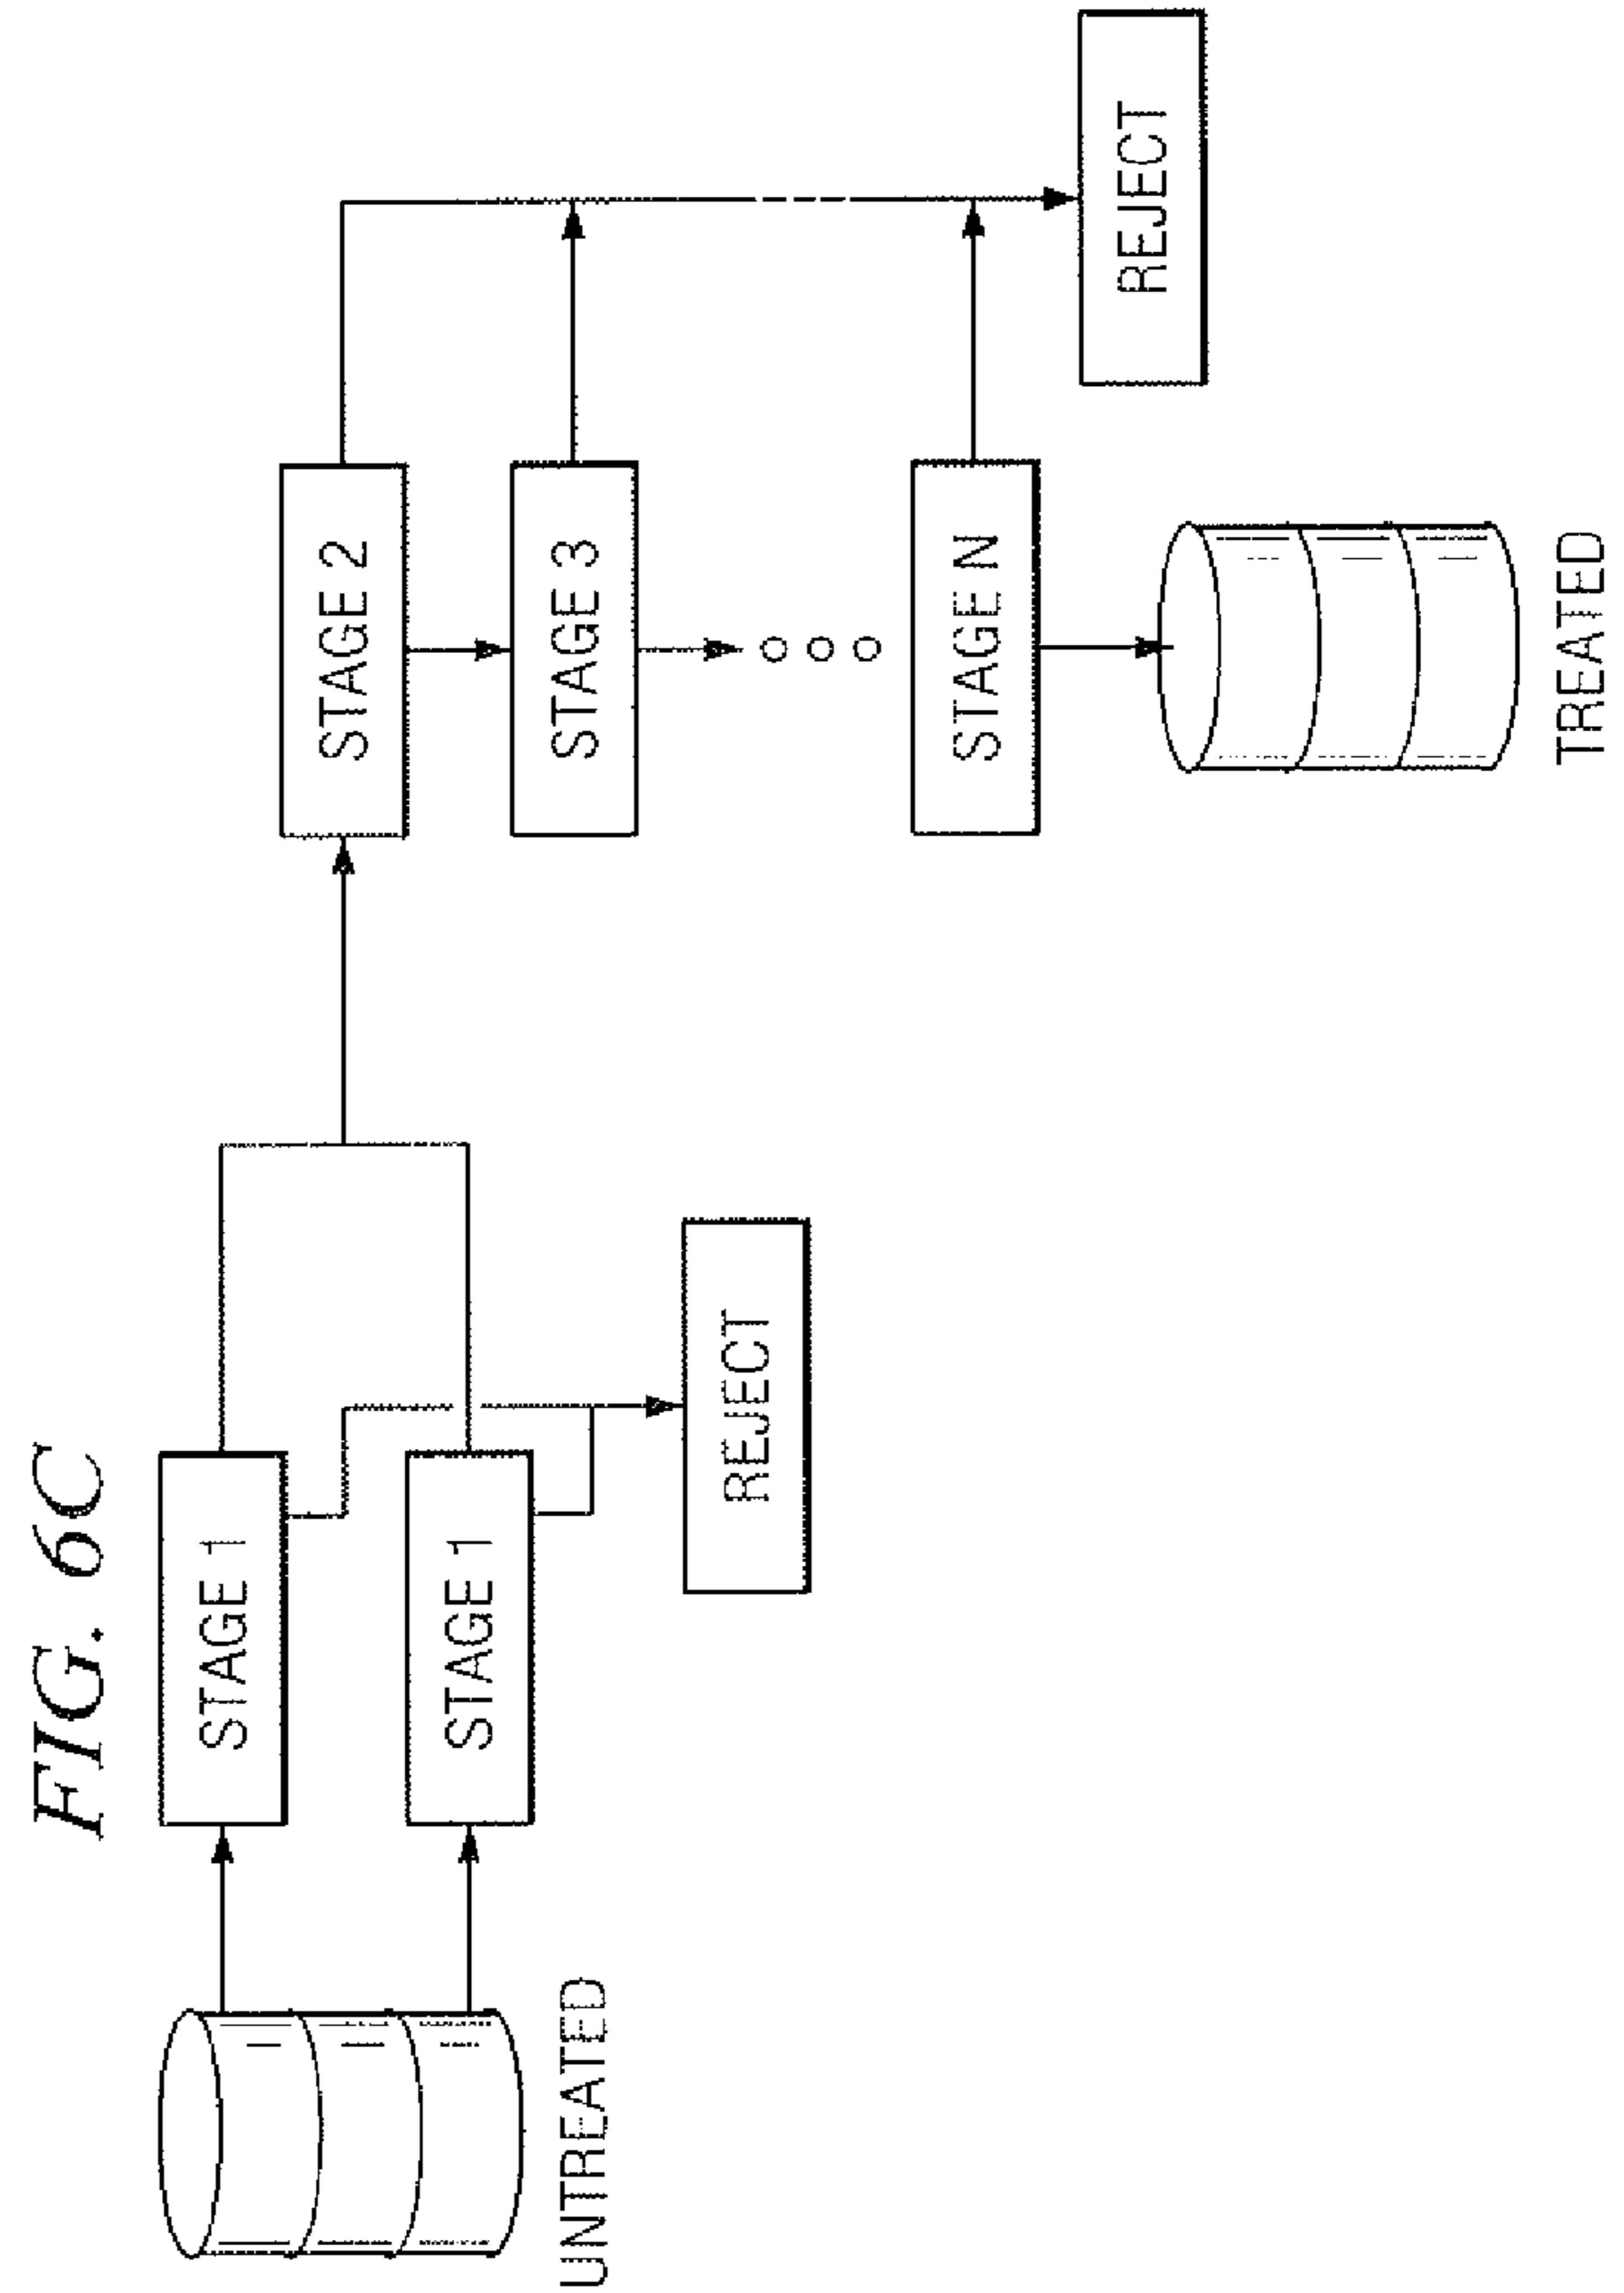 FIG. 6C
UNTREATED
STAGE 1
STAGE 1
REJECT
STAGE 2
STAGE 3
STAGE N
TREATED
REJECT